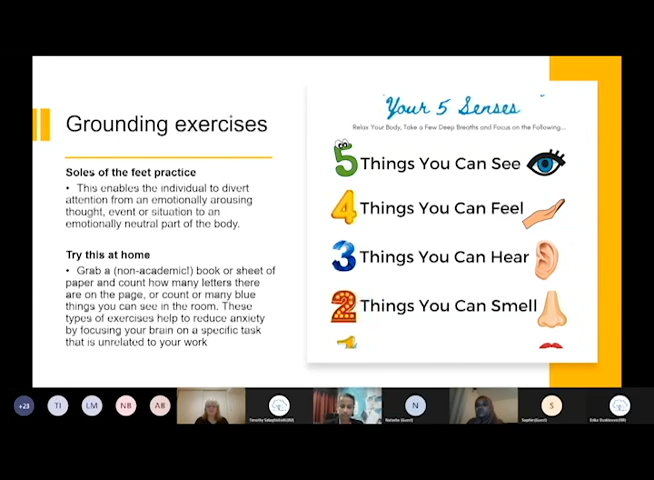 Grounding exercises
Soles of the feet practice
• This enables the individual to divert
attention from an emotionally arousing
thought, event or situation to an
emotionally neutral part of the body.
Try this at home
• Grab a (non-academic!) book or sheet of
paper and count how many letters there
are on the page, or count or many blue
things you can see in the room. These
types of exercises help to reduce anxiety
by focusing your brain on a specific task
that is unrelated to your work
Your 5 Senses
Relax Your Body, Take a Few Deep Breaths and Focus on the Following...
5 Things You Can See
4 Things You Can Feel
3 Things You Can Hear
2 Things You Can Smell
1
+23
TI
LM
NB
AB
N
S
Timothy
Natasha (Guest)
Sophie (Guest)